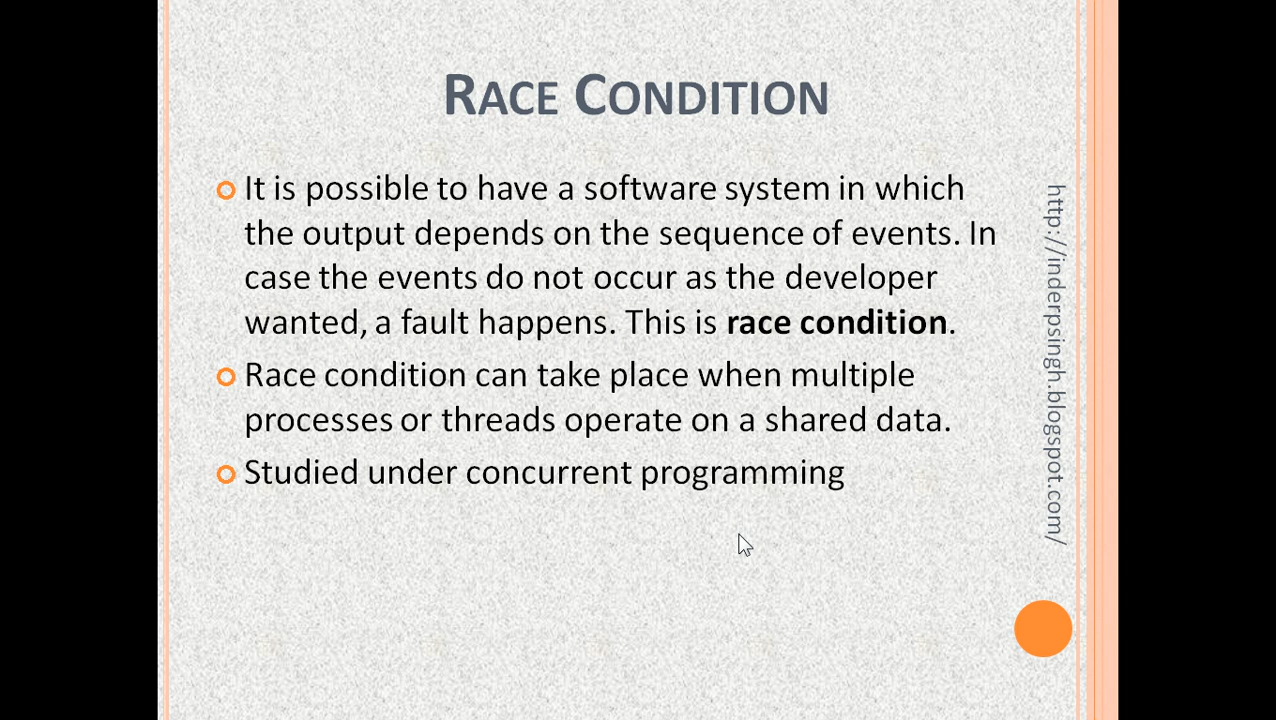 RACE CONDITION
It is possible to have a software system in which
the output depends on the sequence of events. In
case the events do not occur as the developer
wanted, a fault happens. This is race condition.
Race condition can take place when multiple
processes or threads operate on a shared data.
Studied under concurrent programming
http://inderpsingh.blogspot.com/